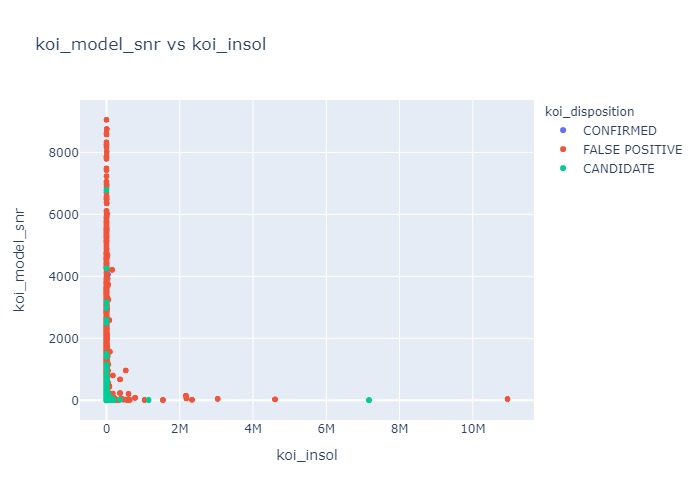 koi_model_snr vs koi_insol
koi_disposition
CONFIRMED
FALSE POSITIVE
CANDIDATE
koi_model_snr
8000
6000
4000
2000
0
0 2M 4M 6M 8M 10M
koi_insol